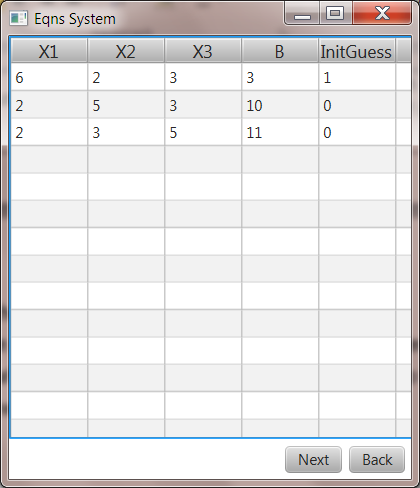 Eqns System
X1 X2 X3 B InitGuess
6 2 3 3 1
2 5 3 10 0
2 3 5 11 0
Next Back